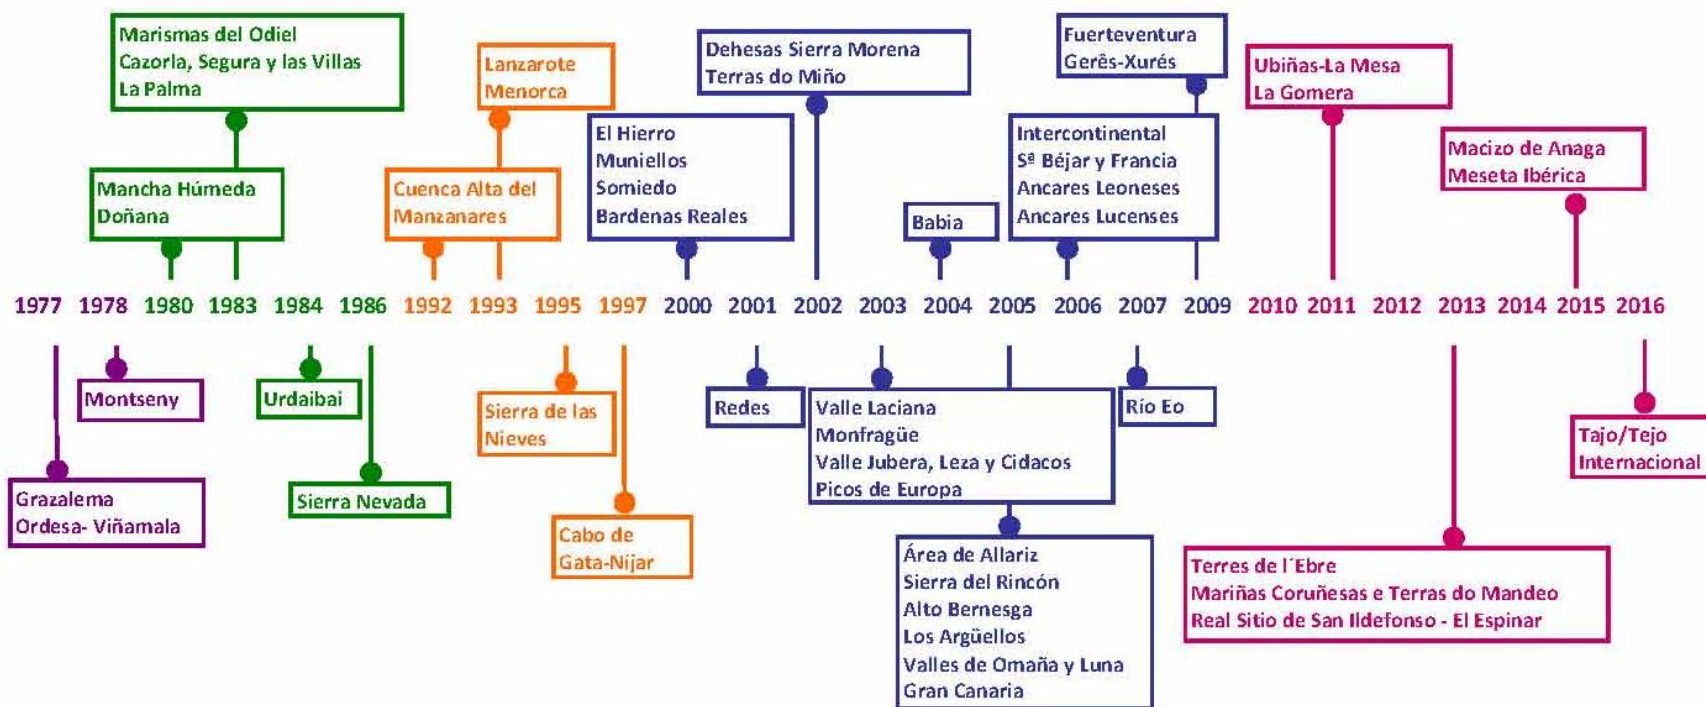 Marismas del Odiel
Cazorla, Segura y las Villas
La Palma
Mancha Húmeda
Doñana
Lanzarote
Menorca
Cuenca Alta del
Manzanares
El Hierro
Muniellos
Somiedo
Bardenas Reales
Dehesas Sierra Morena
Terras do Miño
Babia
Fuerteventura
Gerês-Xurés
Intercontinental
Sª Béjar y Francia
Ancares Leoneses
Ancares Lucenses
Ubiñas-La Mesa
La Gomera
Macizo de Anaga
Meseta Ibérica
1977 1978 1980 1983 1984 1986 1992 1993 1995 1997 2000 2001 2002 2003 2004 2005 2006 2007 2009 2010 2011 2012 2013 2014 2015 2016
Grazalema
Ordesa- Viñamala
Montseny
Urdaibai
Sierra Nevada
Sierra de las
Nieves
Cabo de
Gata-Níjar
Redes
Valle Laciana
Monfragüe
Valle Jubera, Leza y Cidacos
Picos de Europa
Área de Allariz
Sierra del Rincón
Alto Bernesga
Los Argüellos
Valles de Omaña y Luna
Gran Canaria
Río Eo
Terres de l´Ebre
Mariñas Coruñesas e Terras do Mandeo
Real Sitio de San Ildefonso - El Espinar
Tajo/Tejo
Internacional